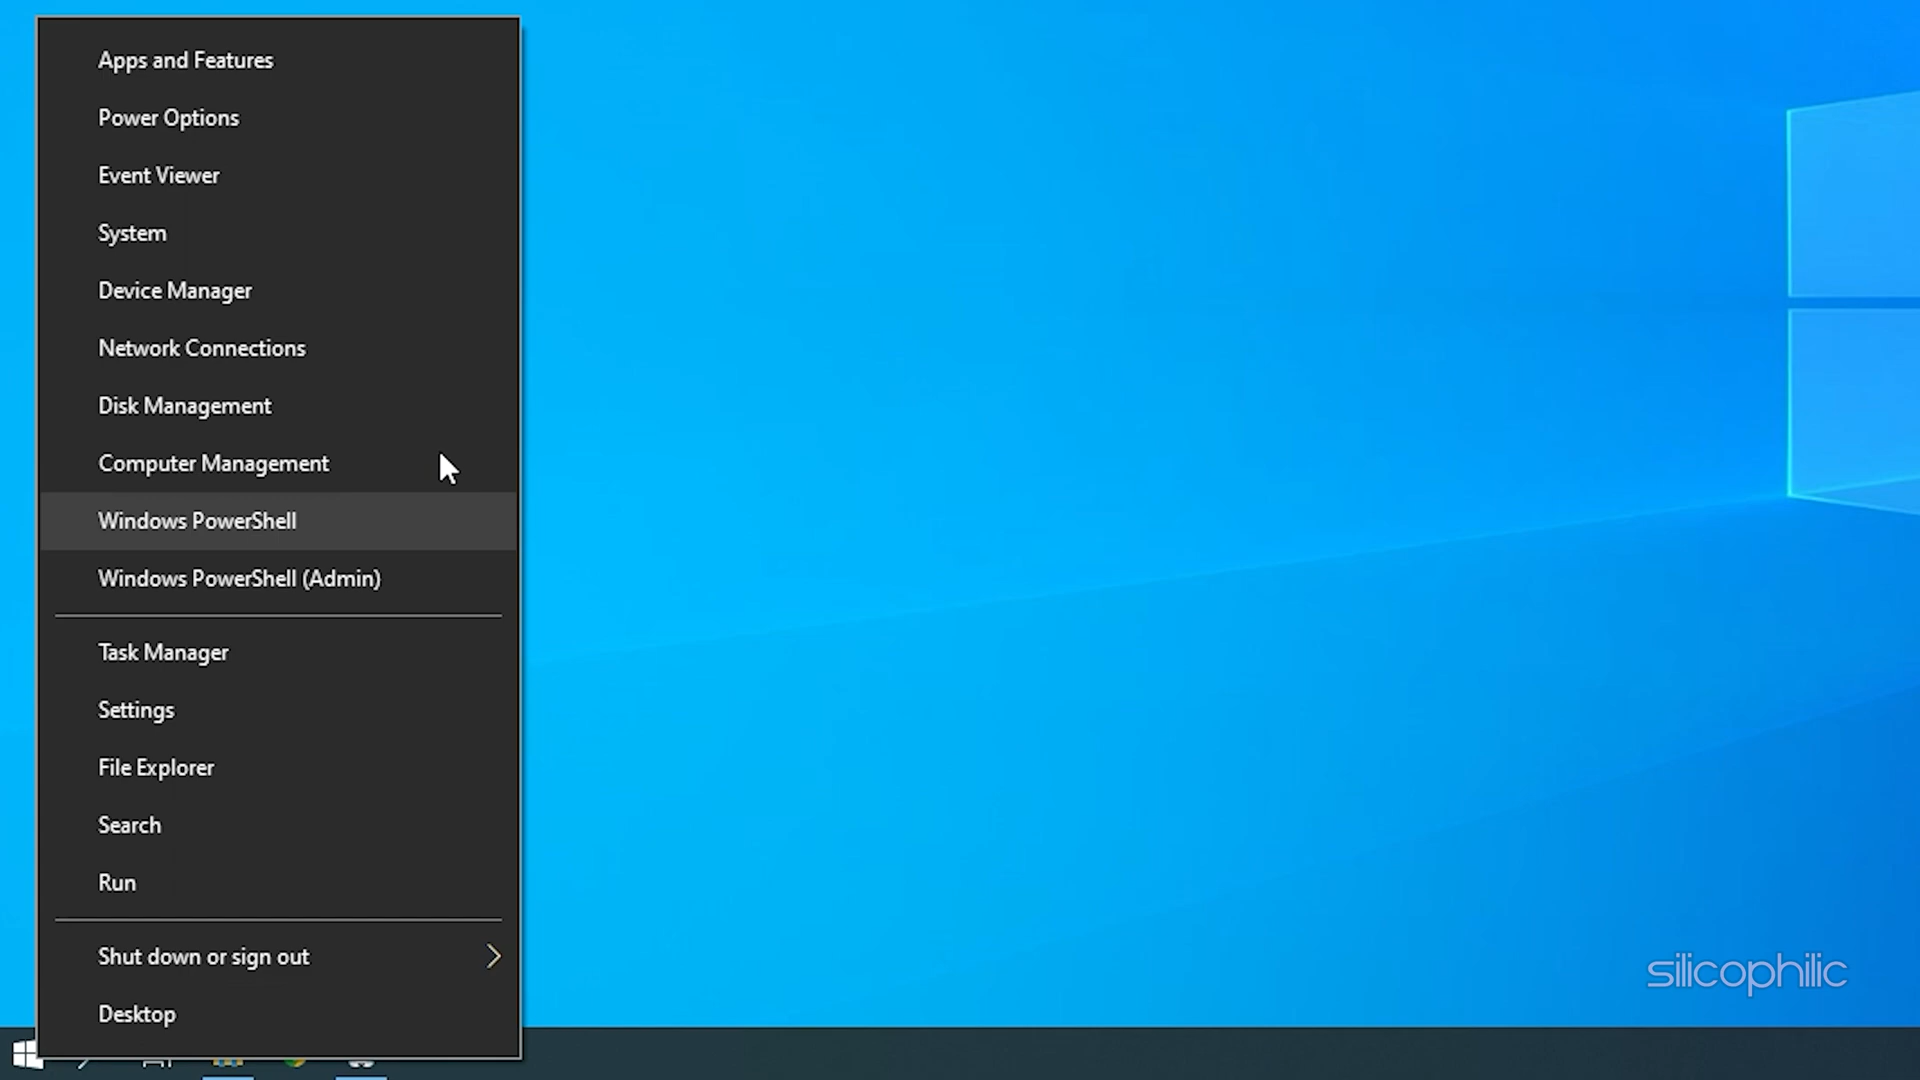 Apps and Features
Power Options
Event Viewer
System
Device Manager
Network Connections
Disk Management
Computer Management
Windows PowerShell
Windows PowerShell (Admin)
Task Manager
Settings
File Explorer
Search
Run
Shut down or sign out
Desktop
silicophilic